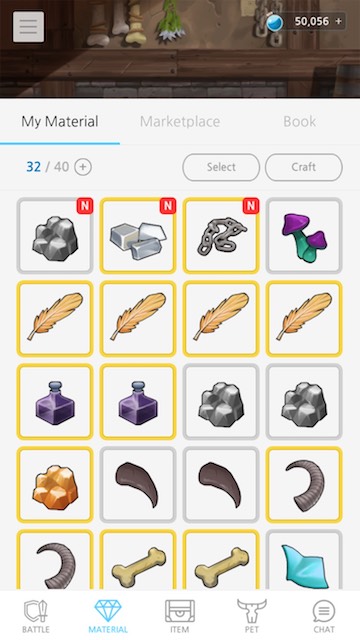 50,056 +
My Material Marketplace Book
32 / 40 + Select Craft
N N N
BATTLE MATERIAL ITEM PET CHAT